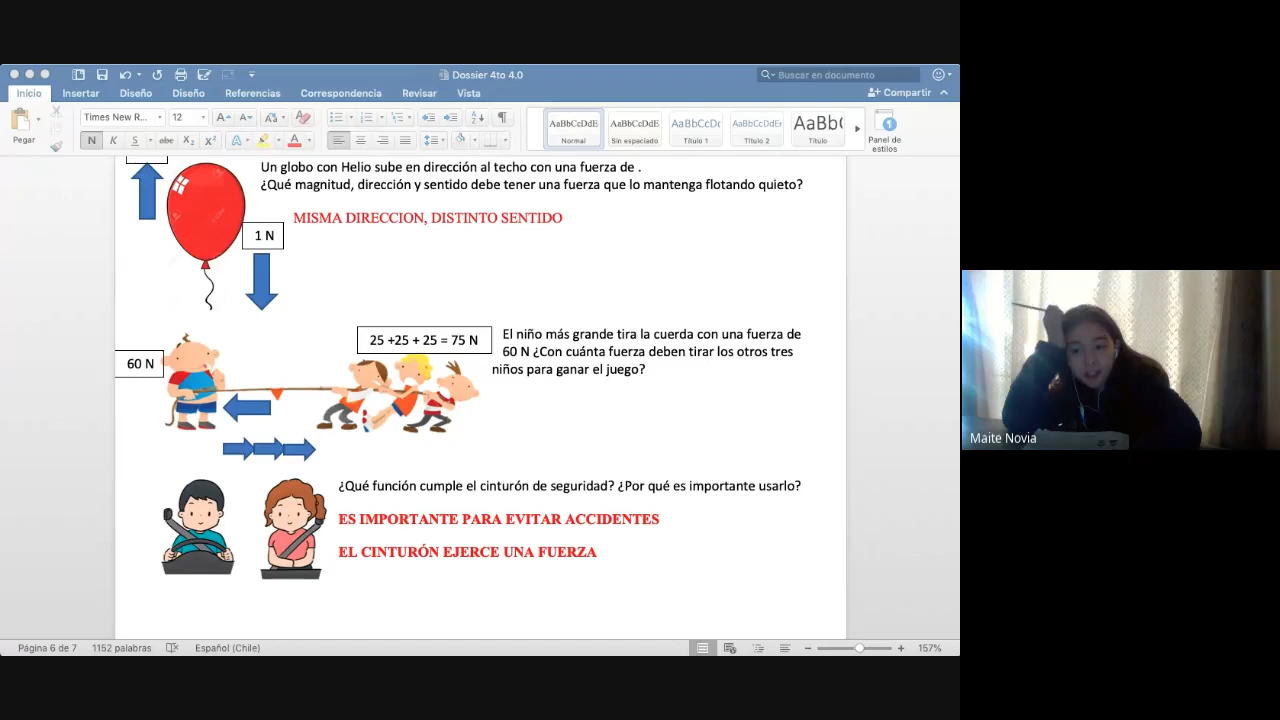 Dossier 4to 4.0
Buscar en documento
Inicio
Insertar
Diseño
Diseño
Referencias
Correspondencia
Revisar
Vista
Compartir
Pegar
Times New R...
12
N K S abc X₂ X²
AaBbCcDdE
Normal
AaBbCcDdE
Sin espaciado
AaBbCcDc
Título 1
AaBbCcDdEe
Título 2
AaBbC
Título
Panel de
estilos
Un globo con Helio sube en dirección al techo con una fuerza de .
¿Qué magnitud, dirección y sentido debe tener una fuerza que lo mantenga flotando quieto?
MISMA DIRECCION, DISTINTO SENTIDO
1 N
25 +25 + 25 = 75 N
El niño más grande tira la cuerda con una fuerza de
60 N ¿Con cuánta fuerza deben tirar los otros tres
niños para ganar el juego?
60 N
¿Qué función cumple el cinturón de seguridad? ¿Por qué es importante usarlo?
ES IMPORTANTE PARA EVITAR ACCIDENTES
EL CINTURÓN EJERCE UNA FUERZA
Maite Novia
Página 6 de 7
1152 palabras
Español (Chile)
157%